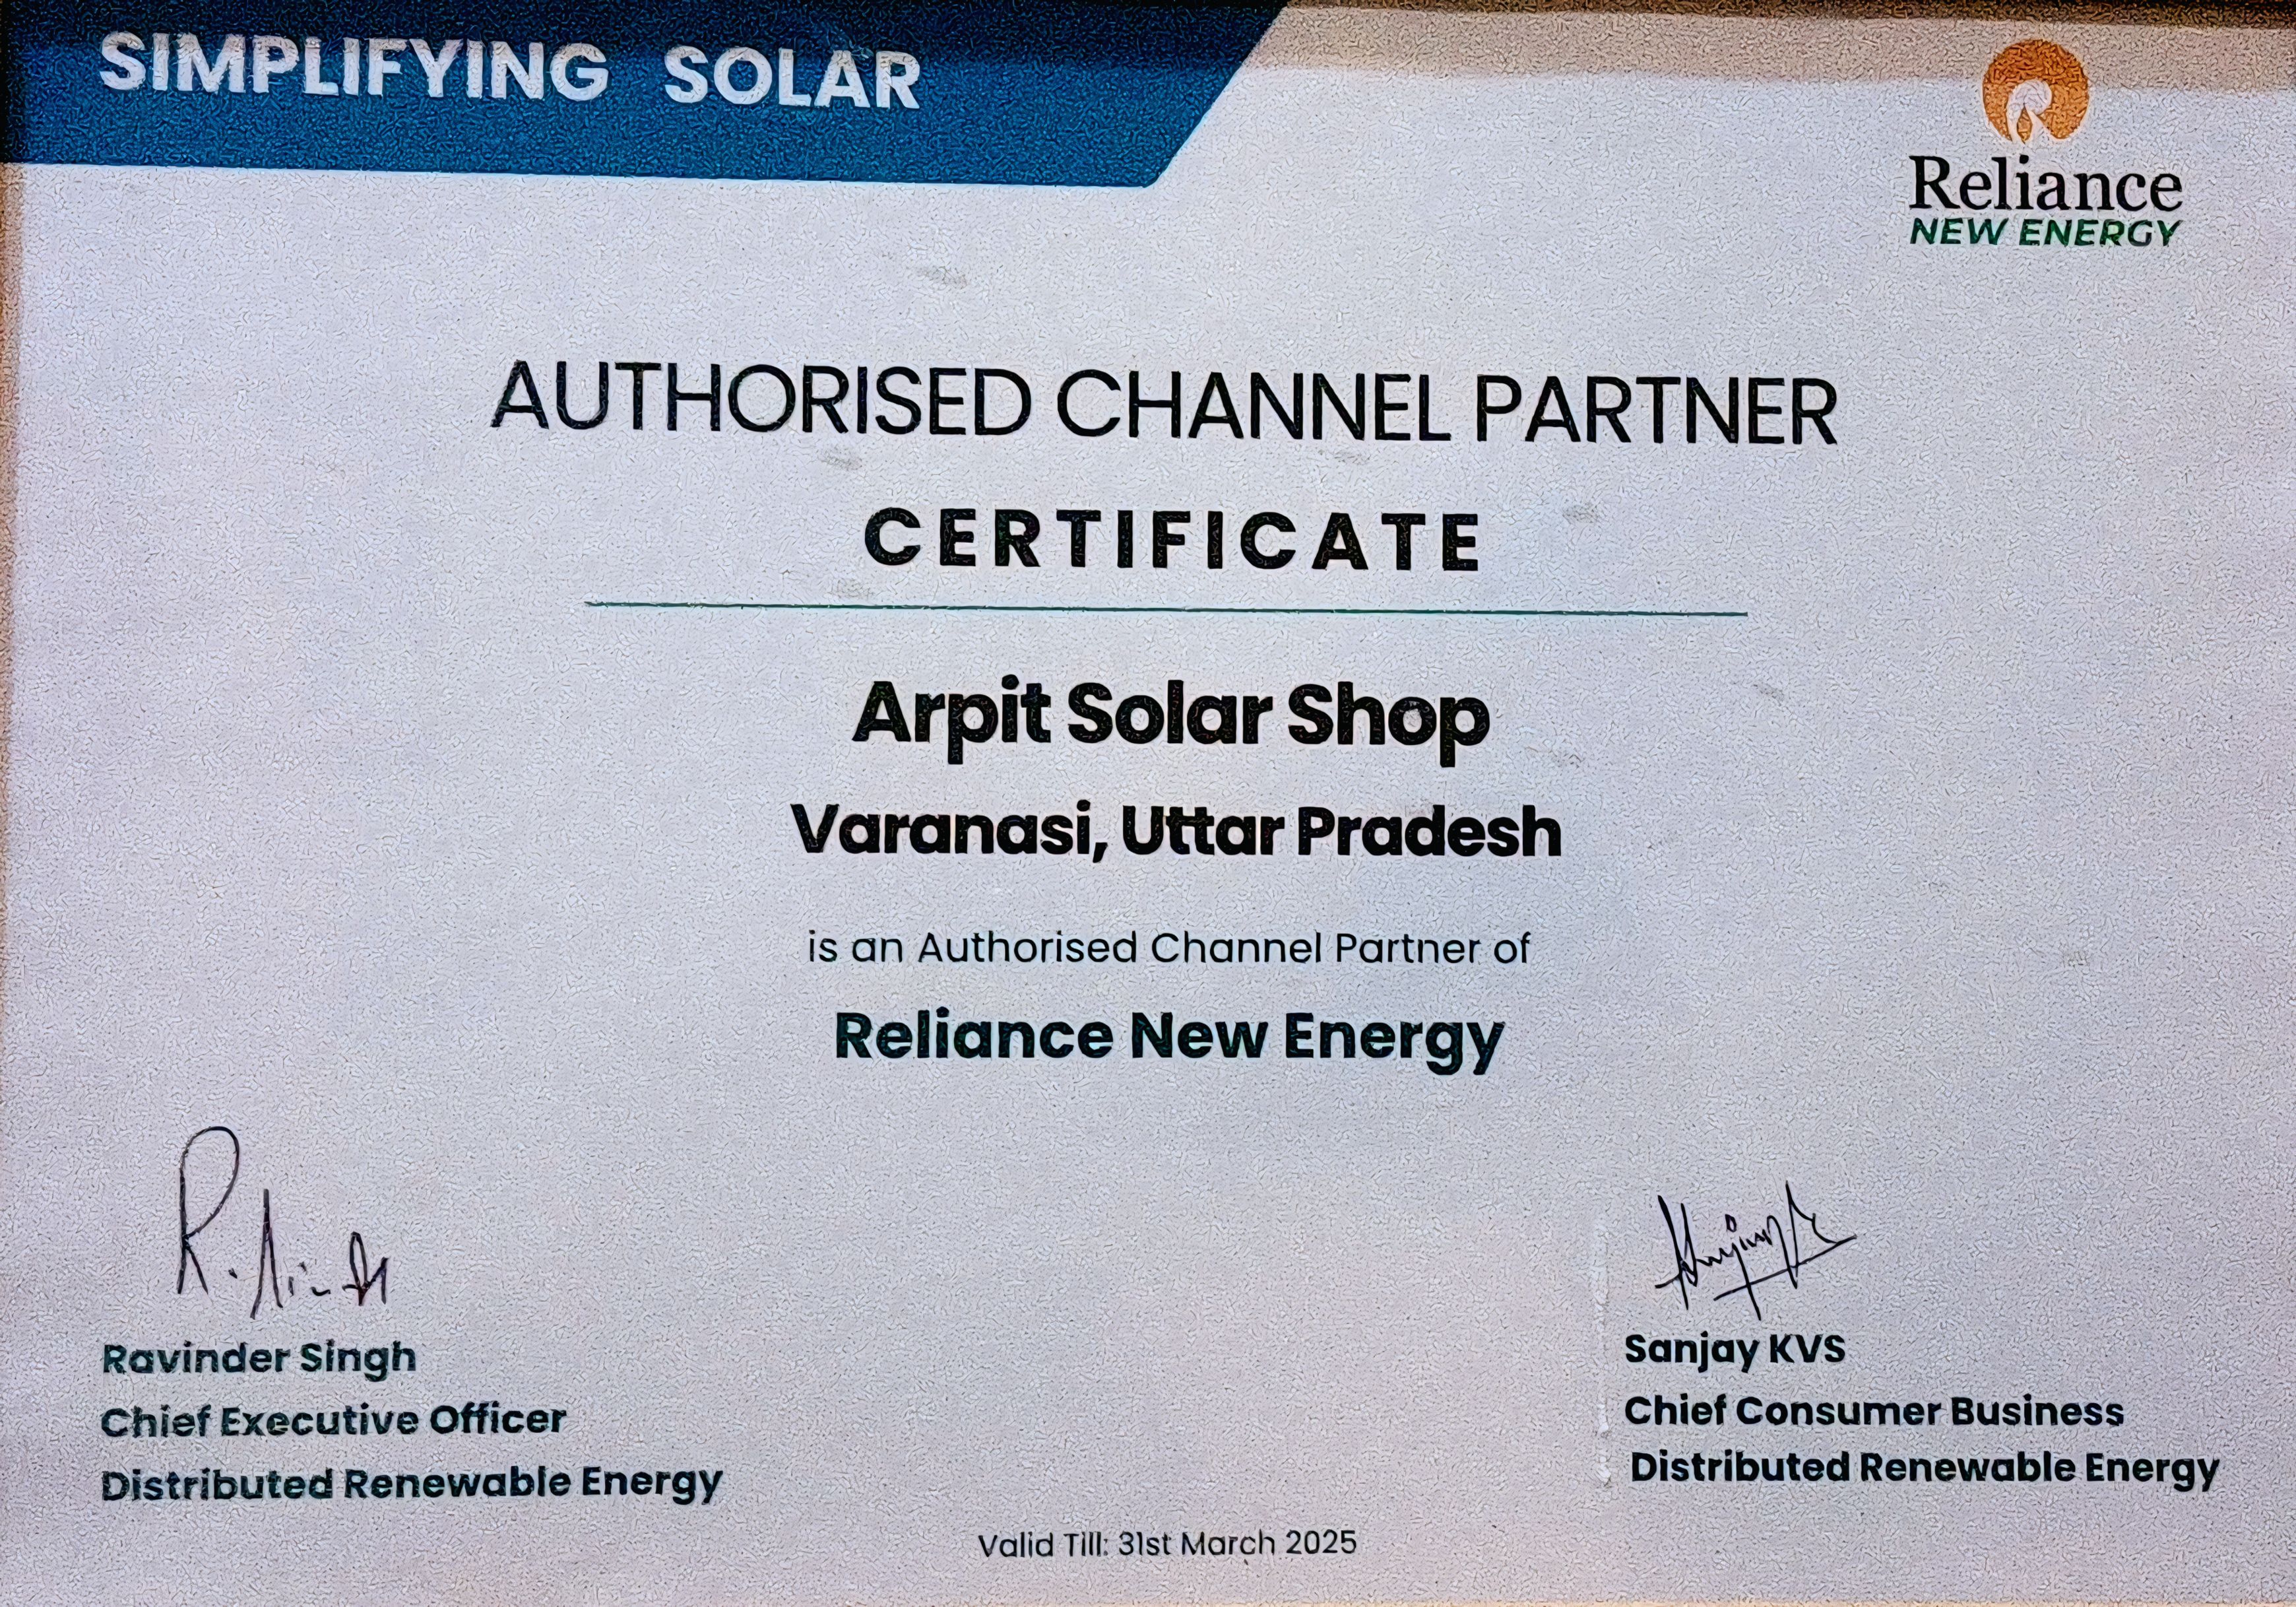 SIMPLIFYING SOLAR
Reliance
NEW ENERGY
AUTHORISED CHANNEL PARTNER
CERTIFICATE
Arpit Solar Shop
Varanasi, Uttar Pradesh
is an Authorised Channel Partner of
Reliance New Energy
R. Singh
Ravinder Singh
Chief Executive Officer
Distributed Renewable Energy
Sanjay KVS
Chief Consumer Business
Distributed Renewable Energy
Valid Till: 31st March 2025